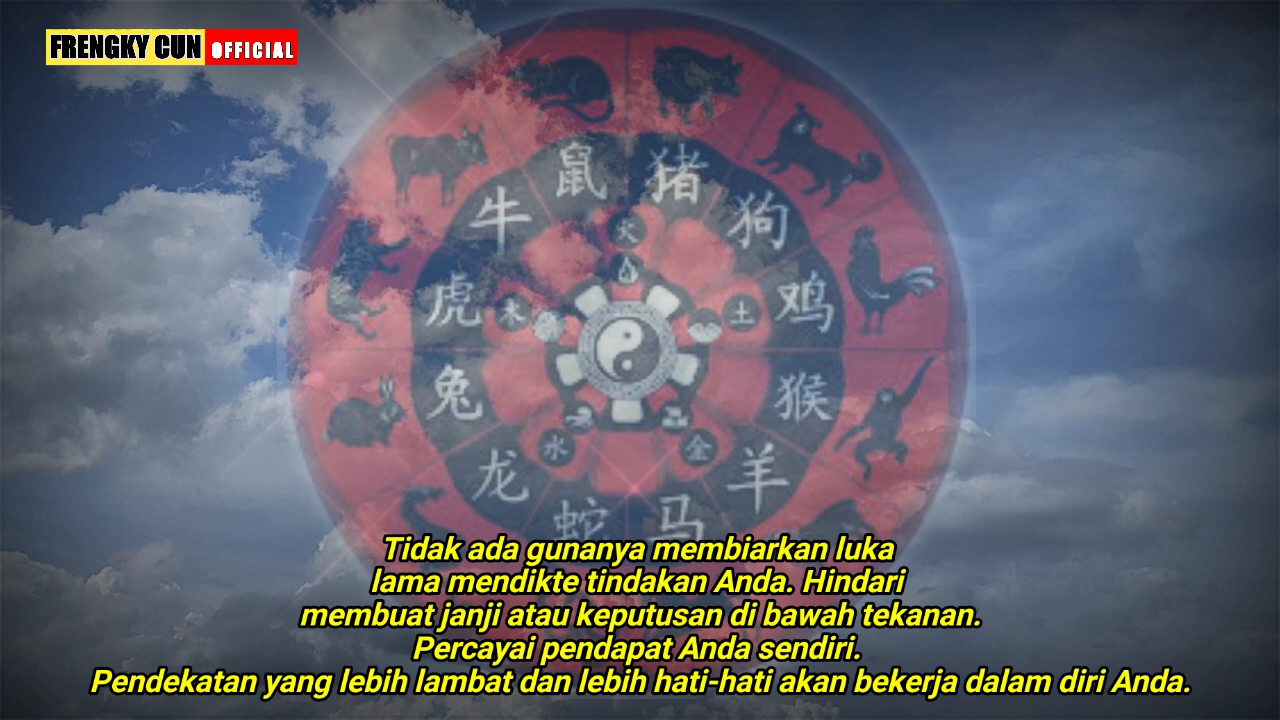 FRENGKY CUN OFFICIAL
鼠 猪
牛 狗
火
虎 木 土 鸡
兔 猴
水 金
龙 羊
蛇 马
Tidak ada gunanya membiarkan luka
lama mendikte tindakan Anda. Hindari
membuat janji atau keputusan di bawah tekanan.
Percayai pendapat Anda sendiri.
Pendekatan yang lebih lambat dan lebih hati-hati akan bekerja dalam diri Anda.